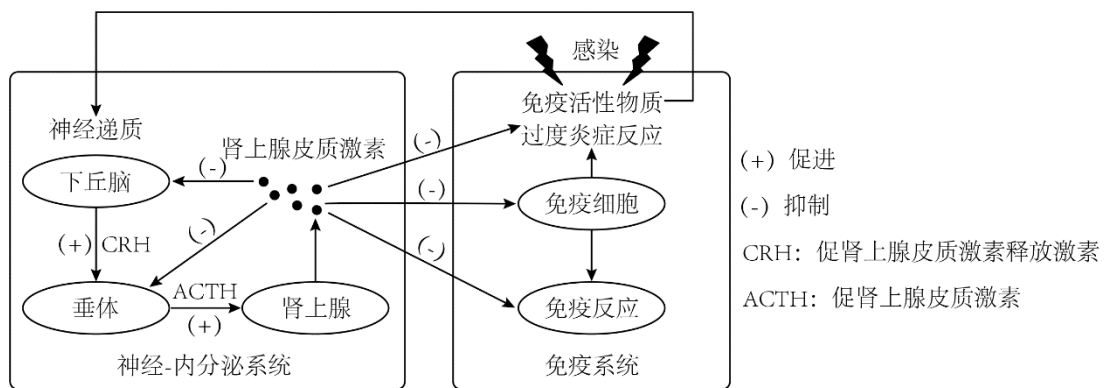 感染
免疫活性物质
过度炎症反应
神经递质
肾上腺皮质激素
(-)
(-)
(-)
(-)
(-)
下丘脑
免疫细胞
(+) CRH
垂体
ACTH
(+)
肾上腺
免疫反应
神经-内分泌系统
免疫系统
(+) 促进
(-) 抑制
CRH：促肾上腺皮质激素释放激素
ACTH：促肾上腺皮质激素